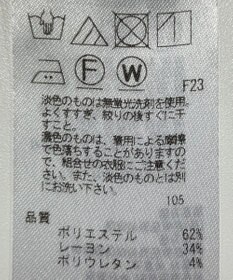 F W
F23
淡色のものは無蛍光洗剤を使用。
よくすすぎ、絞りの後すぐに干
すこと。
濃色のものは、着用による摩擦
で色落ちすることがあります
ので、組合せの衣服にご注意くだ
さい。また、淡色のものとは別
にお洗い下さい。
105
品質
ポリエステル 62%
レーヨン 34%
ポリウレタン 4%